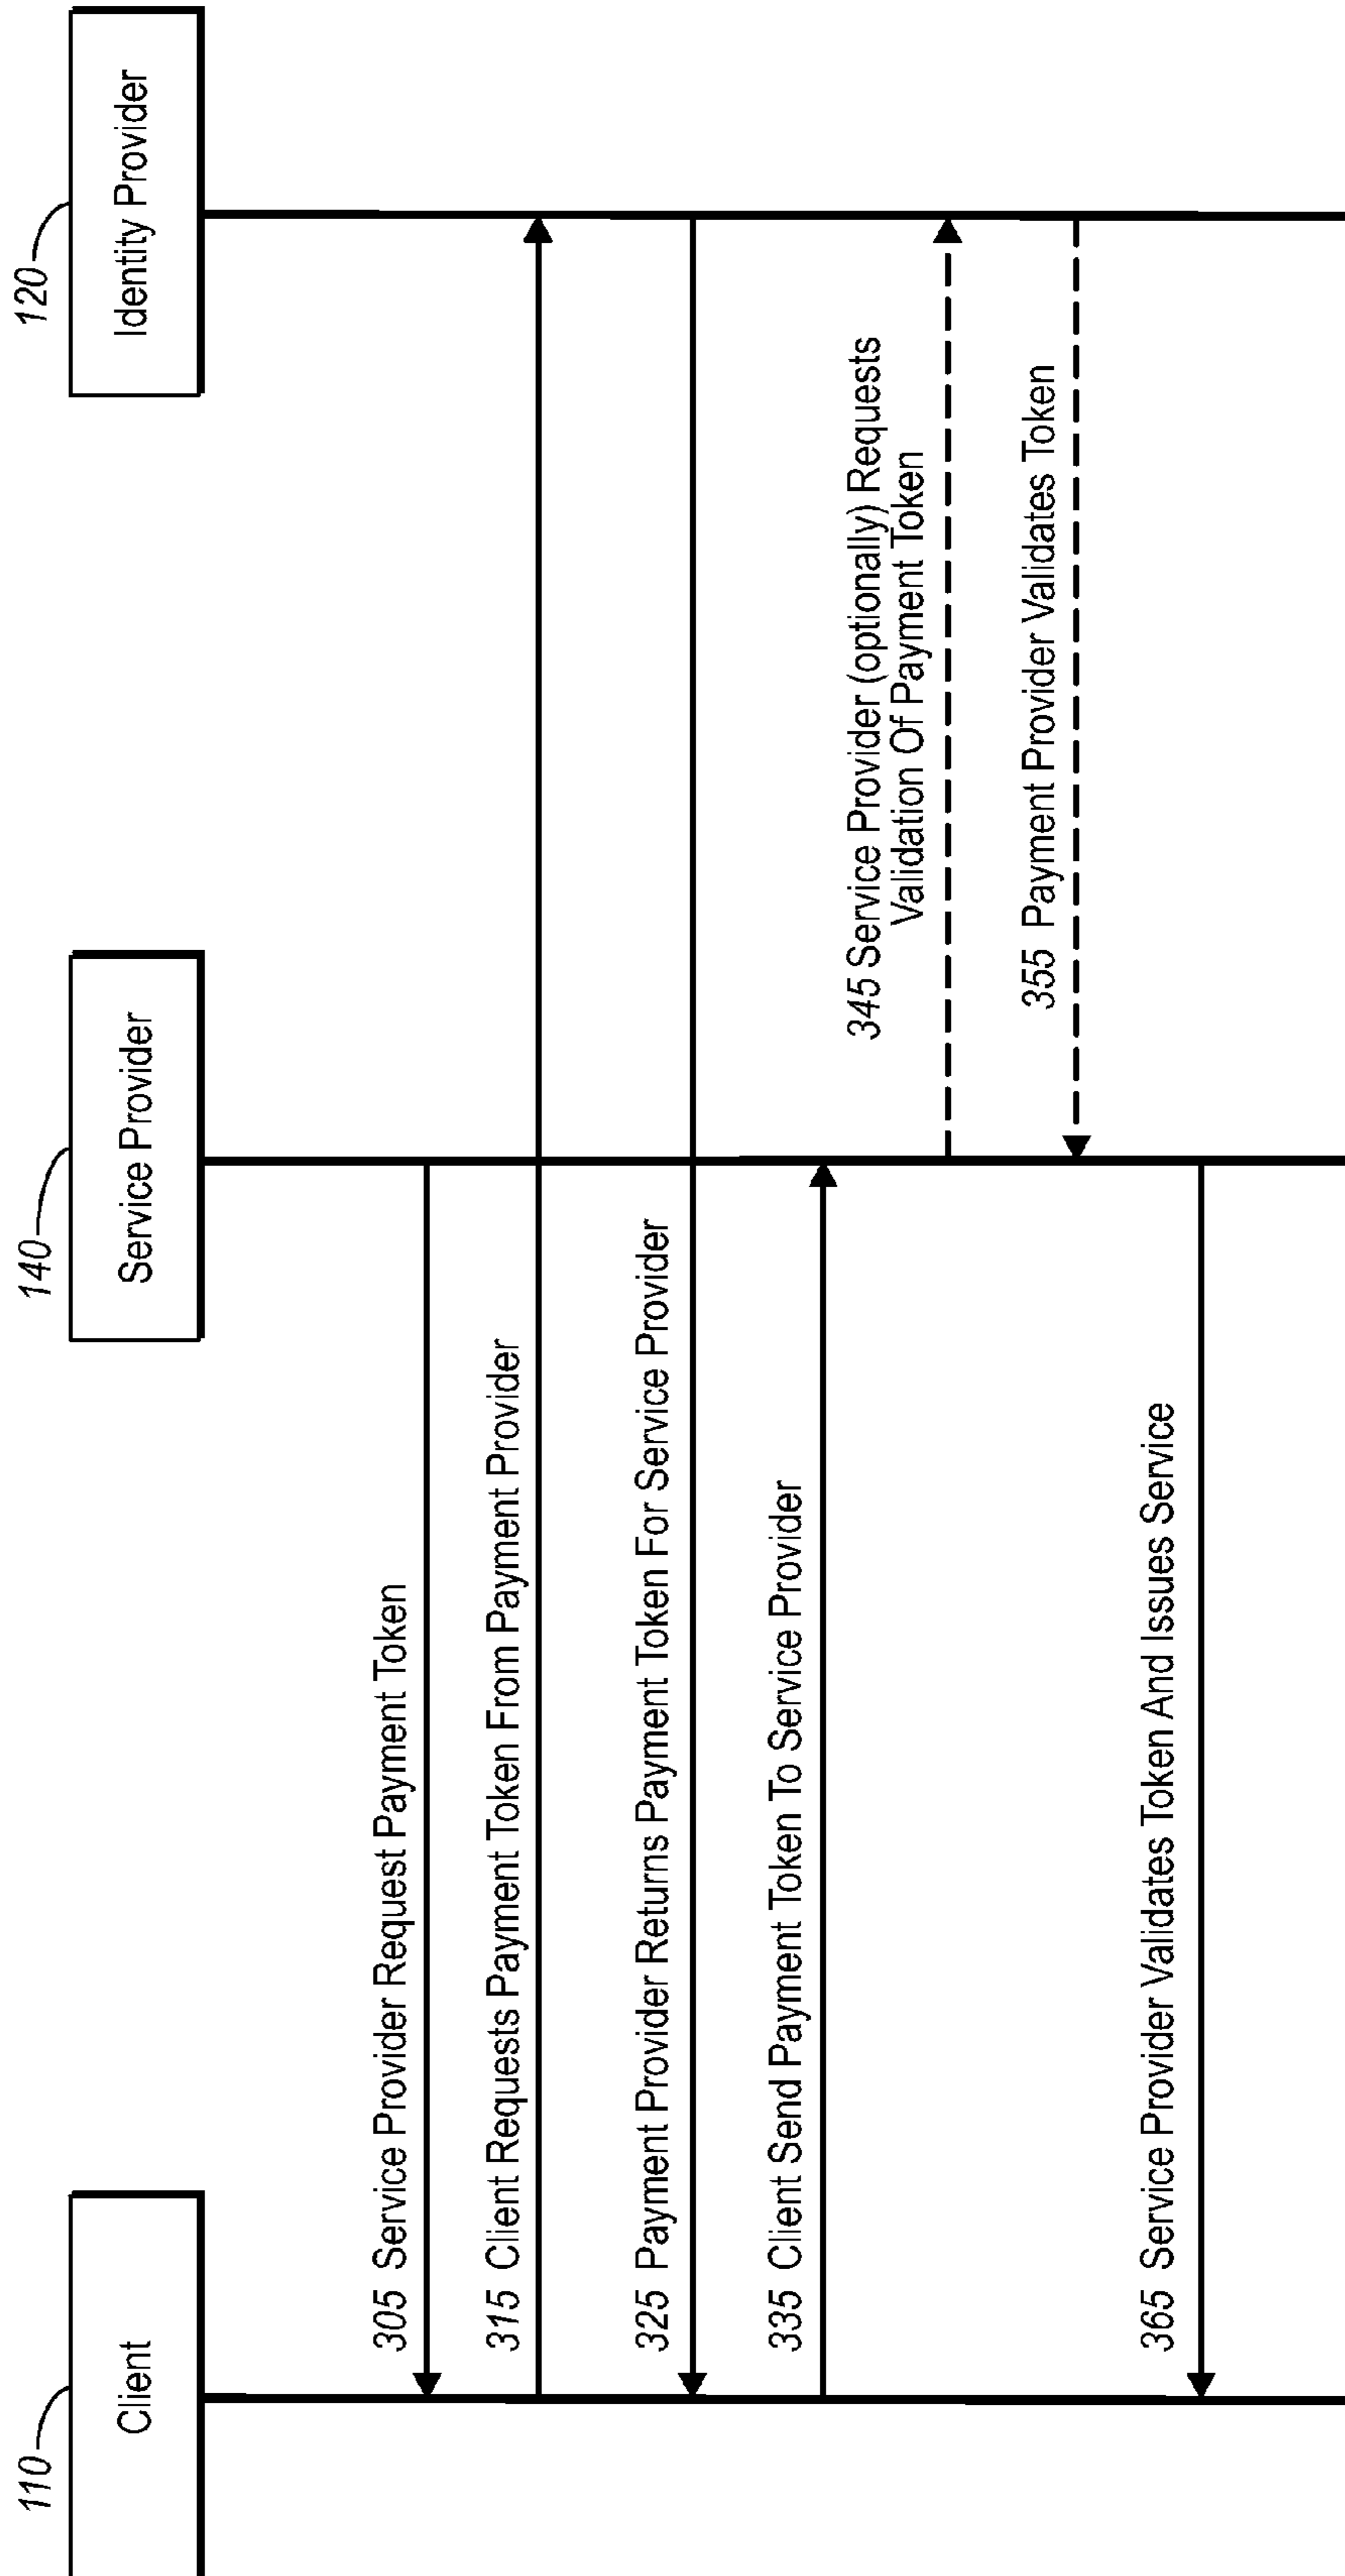 110
Client
140
Service Provider
120
Identity Provider
305 Service Provider Request Payment Token
315 Client Requests Payment Token From Payment Provider
325 Payment Provider Returns Payment Token For Service Provider
335 Client Send Payment Token To Service Provider
345 Service Provider (optionally) Requests
Validation Of Payment Token
355 Payment Provider Validates Token
365 Service Provider Validates Token And Issues Service